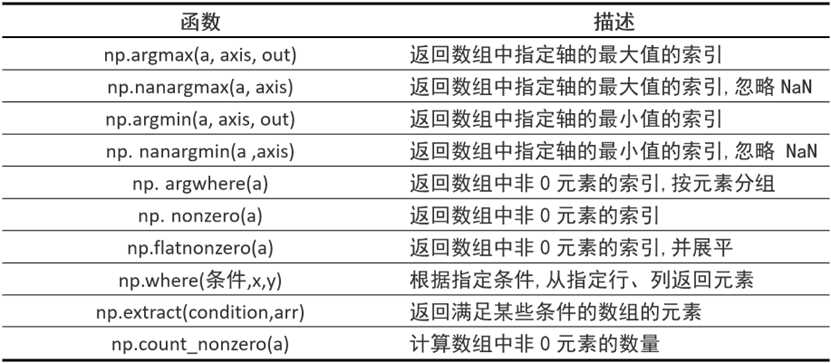 函数 描述
np.argmax(a, axis, out) 返回数组中指定轴的最大值的索引
np.nanargmax(a, axis) 返回数组中指定轴的最大值的索引,忽略NaN
np.argmin(a, axis, out) 返回数组中指定轴的最小值的索引
np. nanargmin(a ,axis) 返回数组中指定轴的最小值的索引,忽略 NaN
np. argwhere(a) 返回数组中非0元素的索引,按元素分组
np. nonzero(a) 返回数组中非0元素的索引
np.flatnonzero(a) 返回数组中非0元素的索引,并展平
np.where(条件,x,y) 根据指定条件,从指定行、列返回元素
np.extract(condition,arr) 返回满足某些条件的数组的元素
np.count_nonzero(a) 计算数组中非0元素的数量